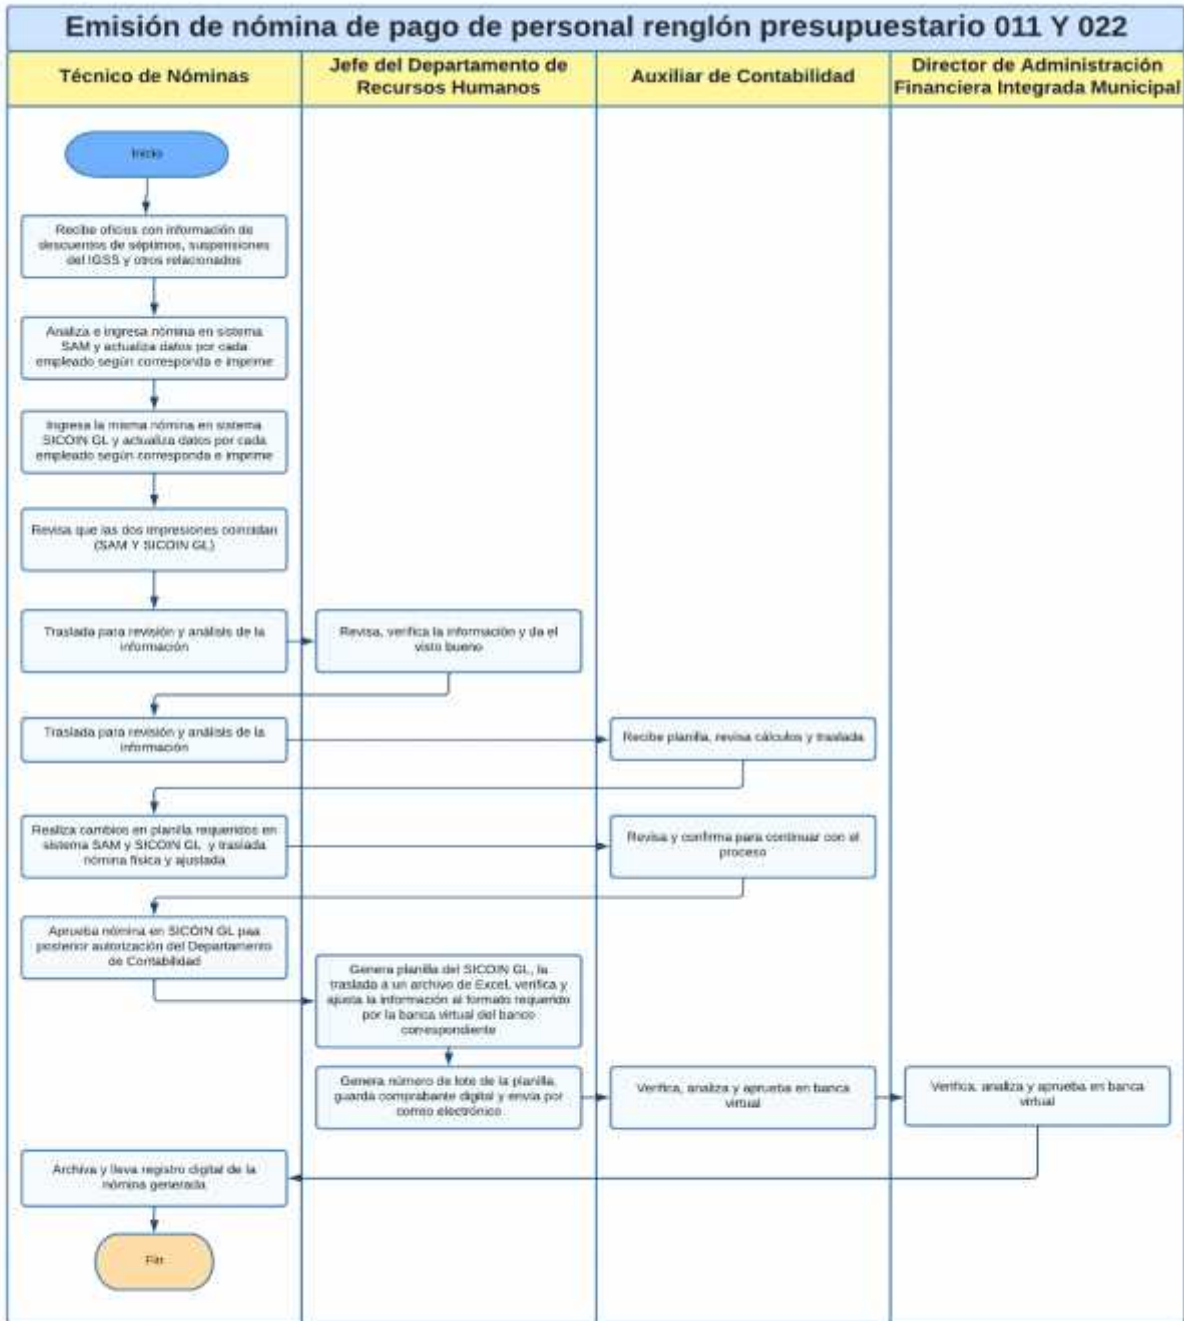 Emisión de nómina de pago de personal renglón presupuestario 011 Y 022
Técnico de Nóminas
Jefe del Departamento de
Recursos Humanos
Auxiliar de Contabilidad
Director de Administración
Financiera Integrada Municipal
Inicio
Recibe oficios con información de
descuentos de séptimos, suspensiones
del IGSS y otros relacionados
Analiza e ingresa nómina en sistema
SAM y actualiza datos por cada
empleado según corresponda e imprime
Ingresa la misma nómina en sistema
SICOIN GL y actualiza datos por cada
empleado según corresponda e imprime
Revisa que las dos impresiones coincidan
(SAM Y SICOIN GL)
Traslada para revisión y análisis de la
información
Revisa, verifica la información y da el
visto bueno
Traslada para revisión y análisis de la
información
Recibe planilla, revisa cálculos y traslada
Realiza cambios en planilla requeridos en
sistema SAM y SICOIN GL y traslada
nómina física y ajustada
Revisa y confirma para continuar con el
proceso
Aprueba nómina en SICOIN GL paa
posterior autorización del Departamento
de Contabilidad
Genera planilla del SICOIN GL, la
traslada a un archivo de Excel, verifica y
ajusta la información al formato requerido
por la banca virtual del banco
correspondiente
Genera número de lote de la planilla,
guarda comprobante digital y envía por
correo electrónico
Verifica, analiza y aprueba en banca
virtual
Verifica, analiza y aprueba en banca
virtual
Archiva y lleva registro digital de la
nómina generada
Fin